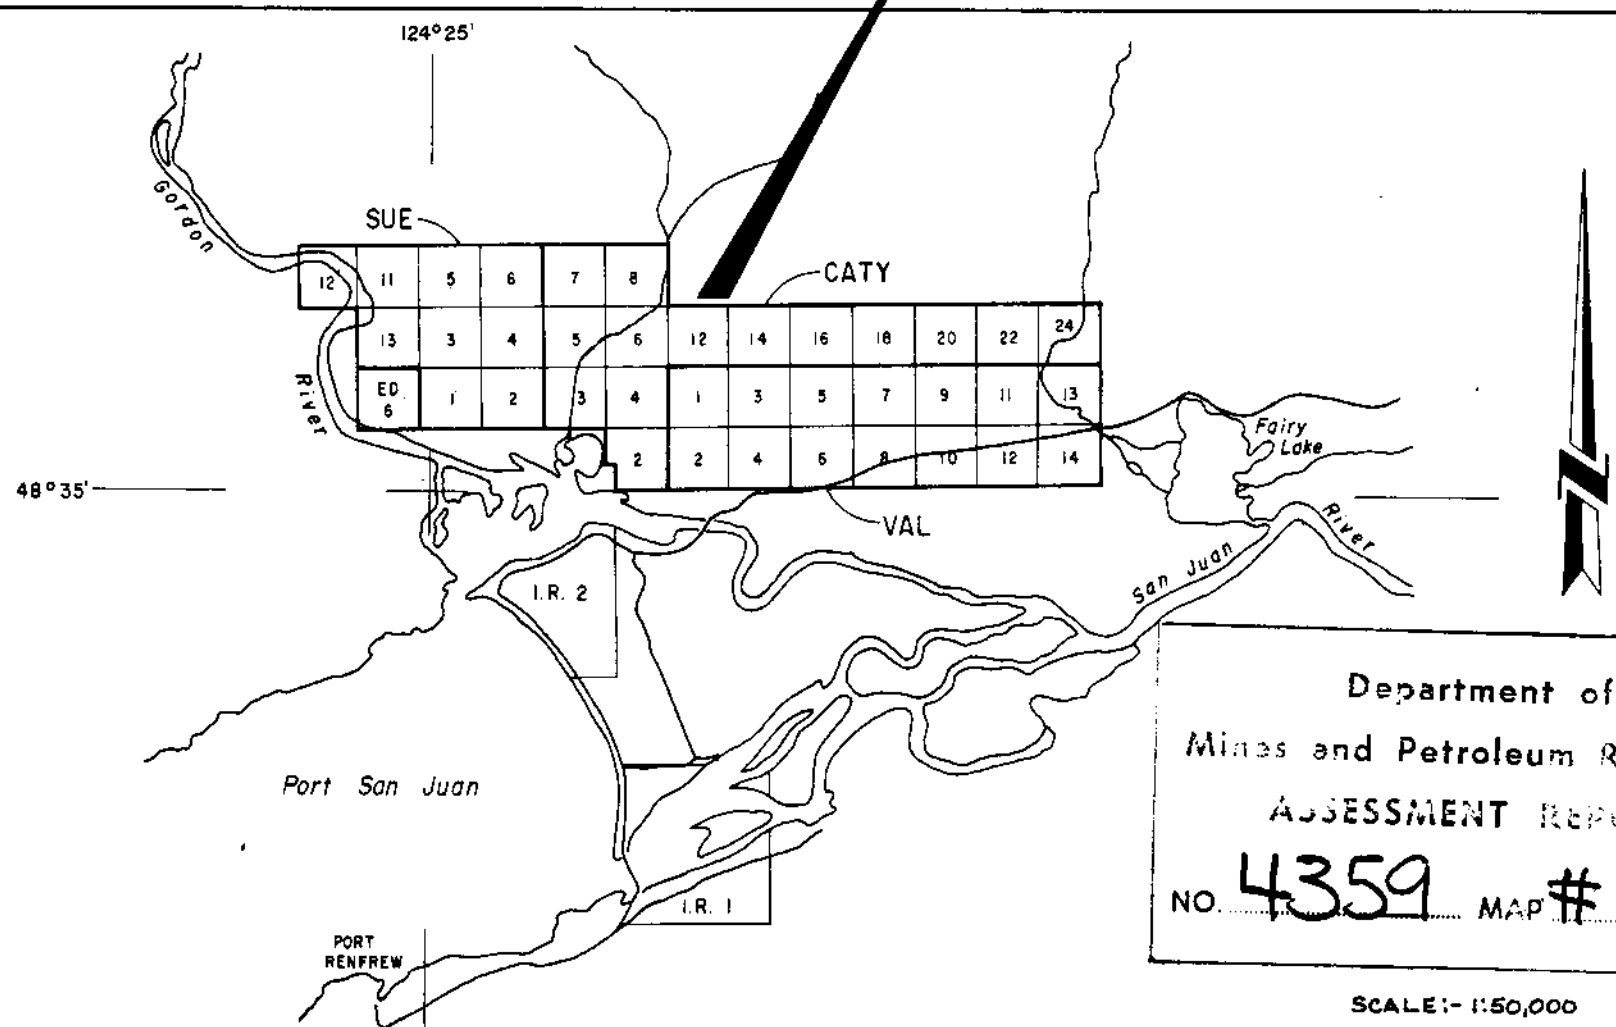 124°25'
Gordon
River
SUE
CATY
12 11 5 6 7 8
13 3 4 5 6 12 14 16 18 20 22 24
ED 6 1 2 3 4 1 3 5 7 9 11 13
2 2 4 6 8 10 12 14
Fairy
Lake
48°35'
VAL
San Juan
River
I.R. 2
Port San Juan
I.R. 1
PORT
RENFREW
Department of
Mines and Petroleum R
ASSESSMENT REPO
NO. 4359 MAP #
SCALE:- 1:50,000